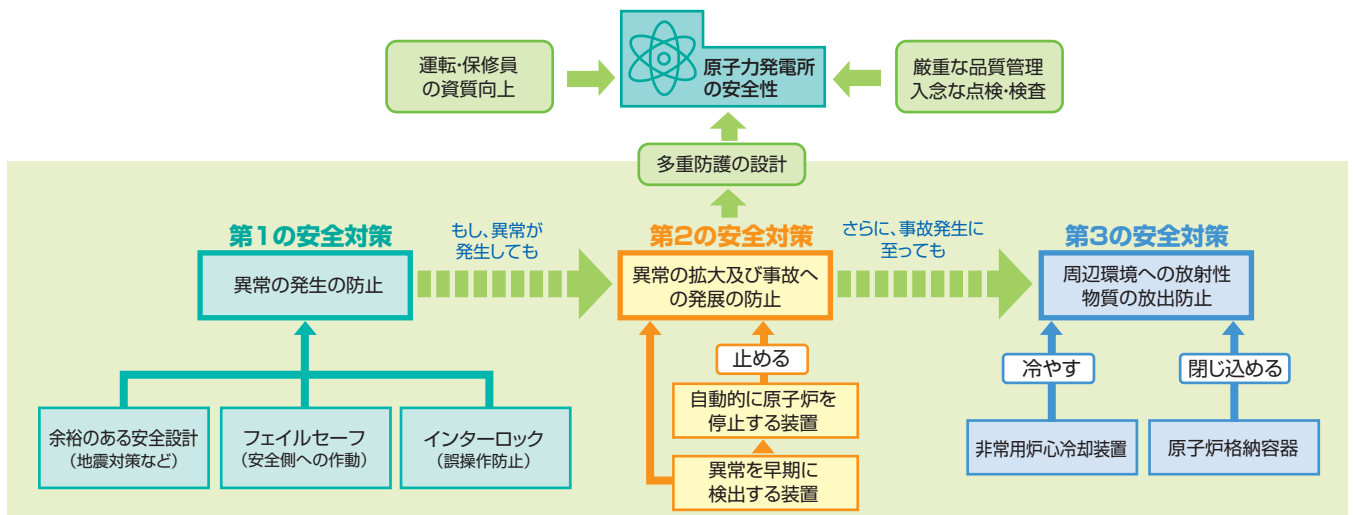 運転・保修員
の資質向上
原子力発電所
の安全性
厳重な品質管理
入念な点検・検査
多重防護の設計
第1の安全対策
異常の発生の防止
もし、異常が
発生しても
第2の安全対策
異常の拡大及び事故へ
の発展の防止
さらに、事故発生に
至っても
第3の安全対策
周辺環境への放射性
物質の放出防止
余裕のある安全設計
(地震対策など)
フェイルセーフ
(安全側への作動)
インターロック
(誤操作防止)
止める
自動的に原子炉を
停止する装置
異常を早期に
検出する装置
冷やす
非常用炉心冷却装置
閉じ込める
原子炉格納容器